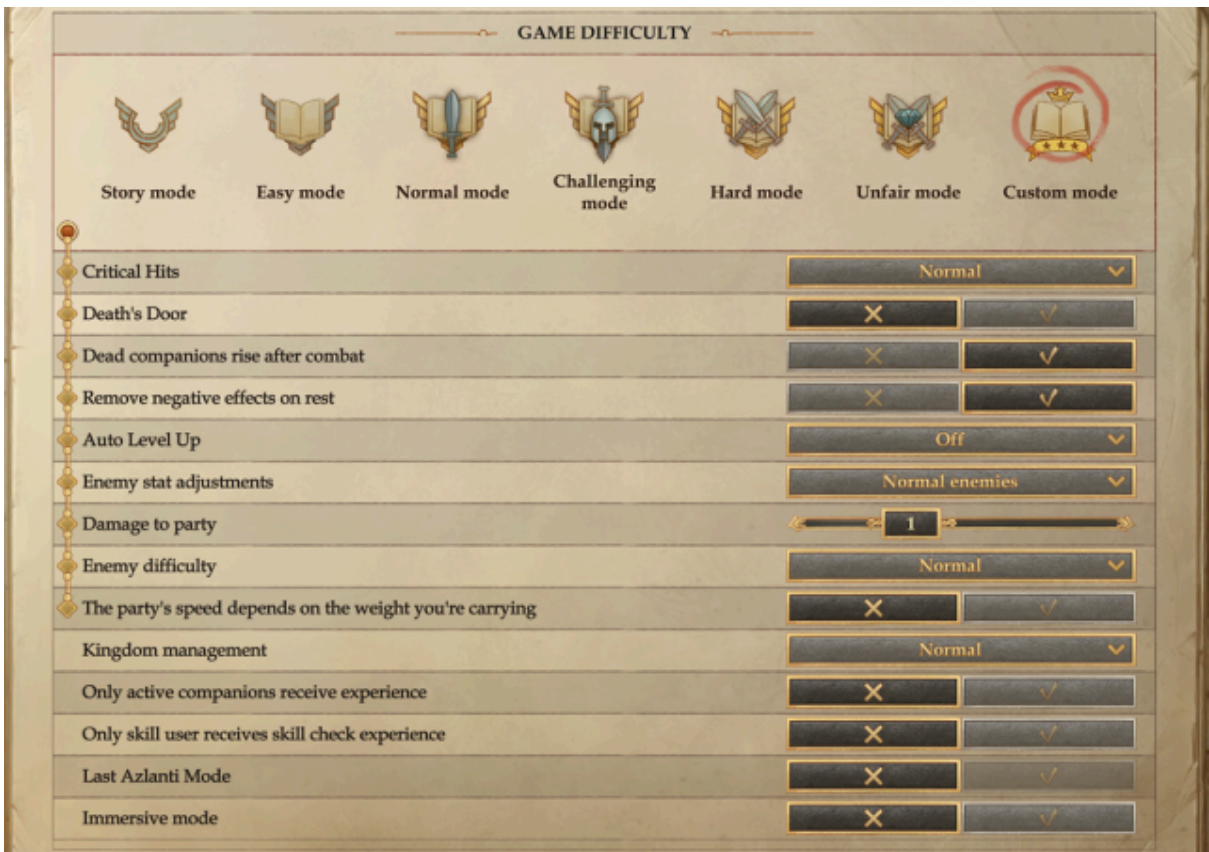 GAME DIFFICULTY
Story mode
Easy mode
Normal mode
Challenging
mode
Hard mode
Unfair mode
Custom mode
Critical Hits
Normal
Death's Door
Dead companions rise after combat
Remove negative effects on rest
Auto Level Up
Off
Enemy stat adjustments
Normal enemies
Damage to party
1
Enemy difficulty
Normal
The party's speed depends on the weight you're carrying
Kingdom management
Normal
Only active companions receive experience
Only skill user receives skill check experience
Last Azlanti Mode
Immersive mode